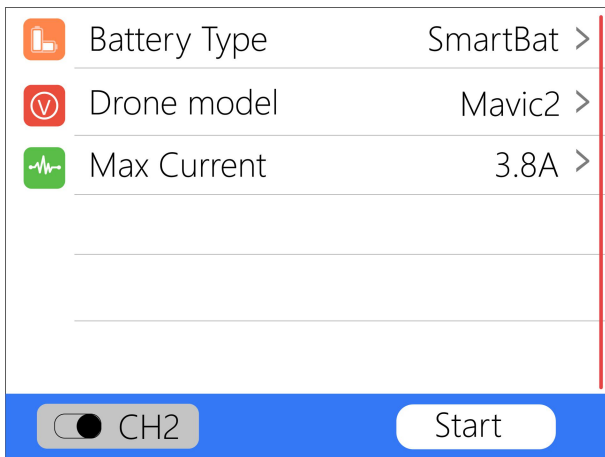 Battery Type SmartBat >
Drone model Mavic2 >
V
Max Current 3.8A >
CH2 Start